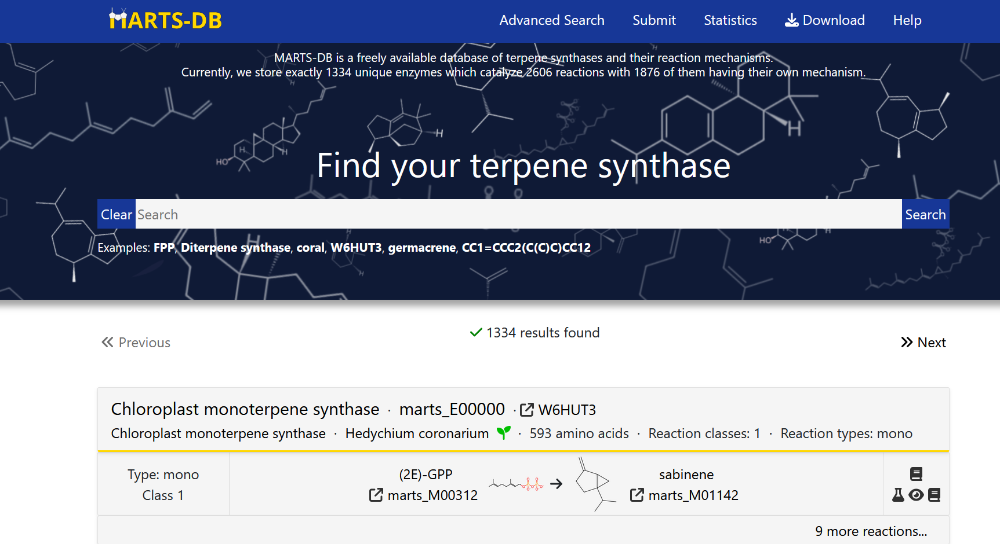 MARTS-DB
Advanced Search Submit Statistics Download Help
MARTS-DB is a freely available database of terpene synthases and their reaction mechanisms.
Currently, we store exactly 1334 unique enzymes which catalyze 2606 reactions with 1876 of them having their own mechanism.
H
H
H
H
H
HO
Find your terpene synthase
Clear Search Search
HO
H
H
Examples: FPP, Diterpene synthase, coral, W6HUT3, germacrene, CC1=CCC2(C(C)C)CC12
H
H
Previous 1334 results found Next
Chloroplast monoterpene synthase · marts_E00000 · W6HUT3
Chloroplast monoterpene synthase · Hedychium coronarium · 593 amino acids · Reaction classes: 1 · Reaction types: mono
Type: mono
Class 1
(2E)-GPP
marts_M00312
sabinene
marts_M01142
9 more reactions...